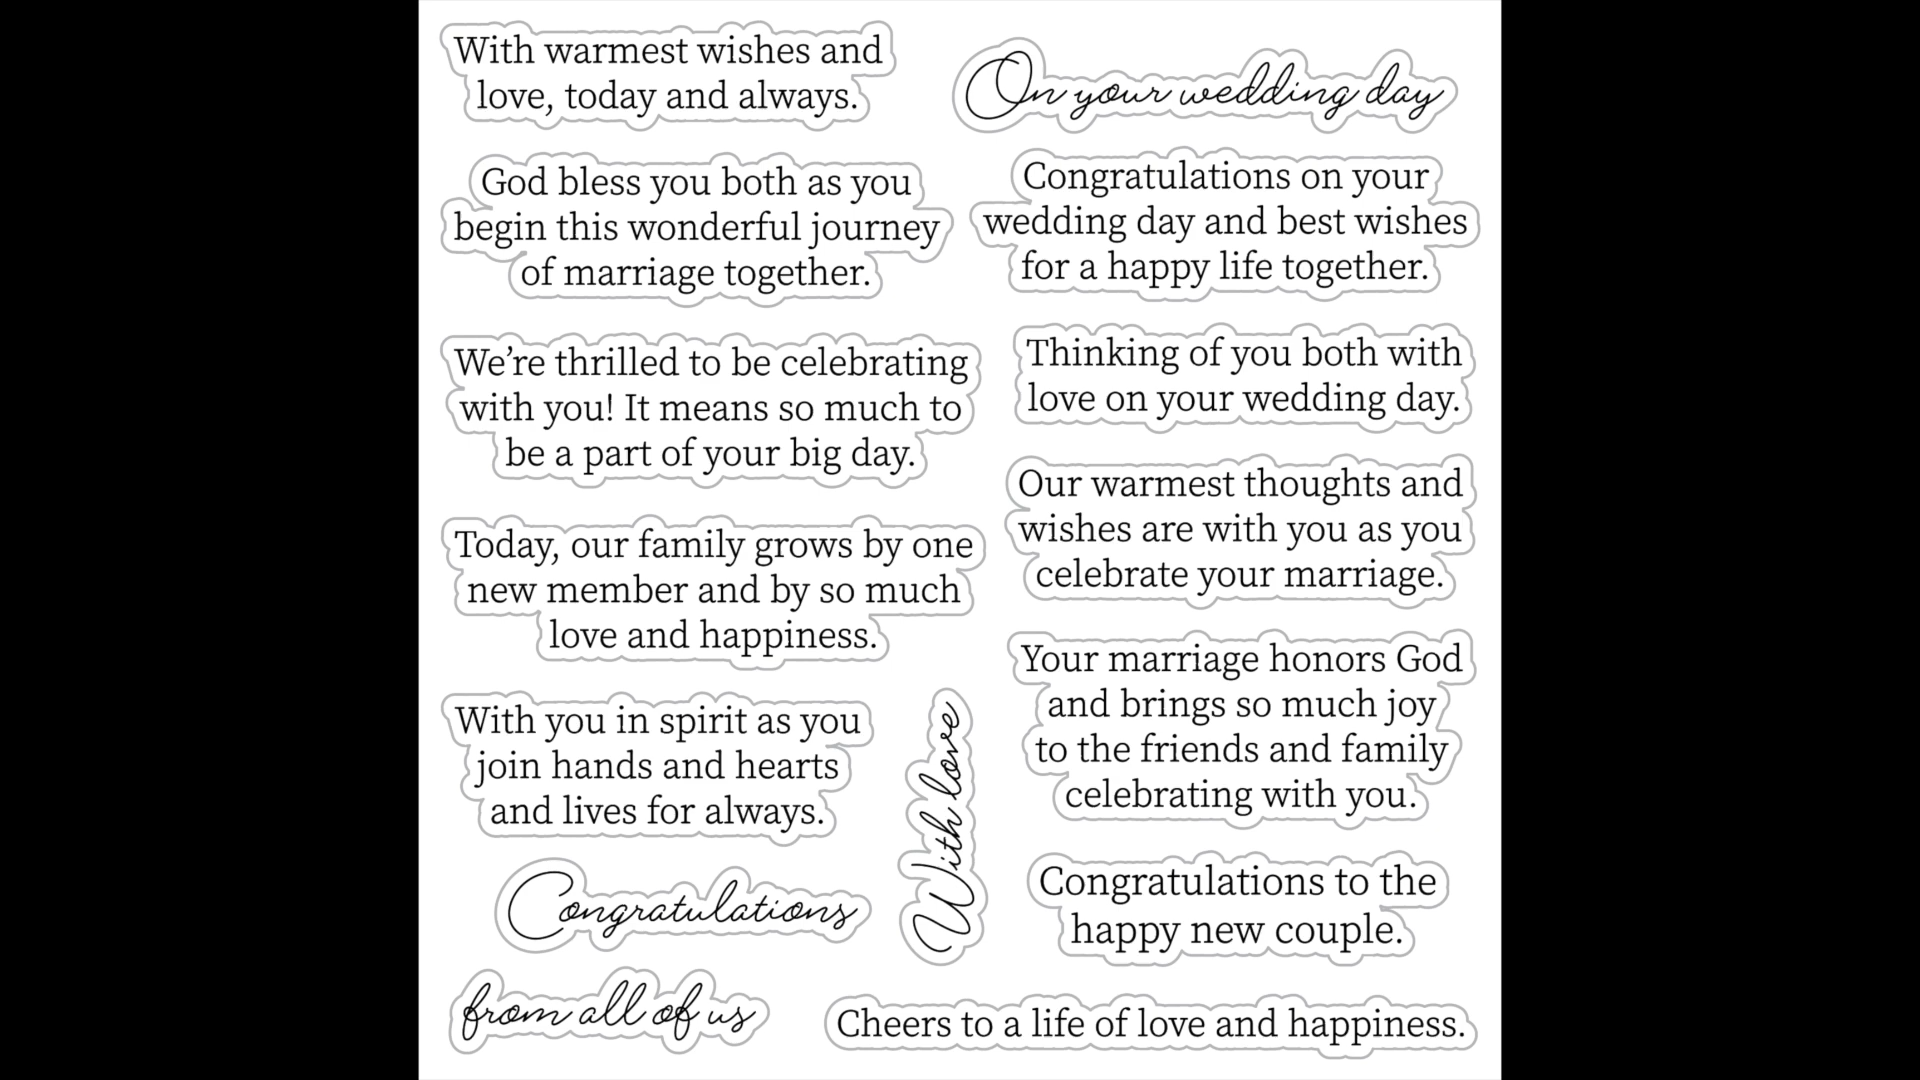 With warmest wishes and
love, today and always.
On your wedding day
God bless you both as you
begin this wonderful journey
of marriage together.
Congratulations on your
wedding day and best wishes
for a happy life together.
We’re thrilled to be celebrating
with you! It means so much to
be a part of your big day.
Thinking of you both with
love on your wedding day.
Our warmest thoughts and
wishes are with you as you
celebrate your marriage.
Today, our family grows by one
new member and by so much
love and happiness.
Your marriage honors God
and brings so much joy
to the friends and family
celebrating with you.
With you in spirit as you
join hands and hearts
and lives for always.
With love
Congratulations
Congratulations to the
happy new couple.
from all of us
Cheers to a life of love and happiness.